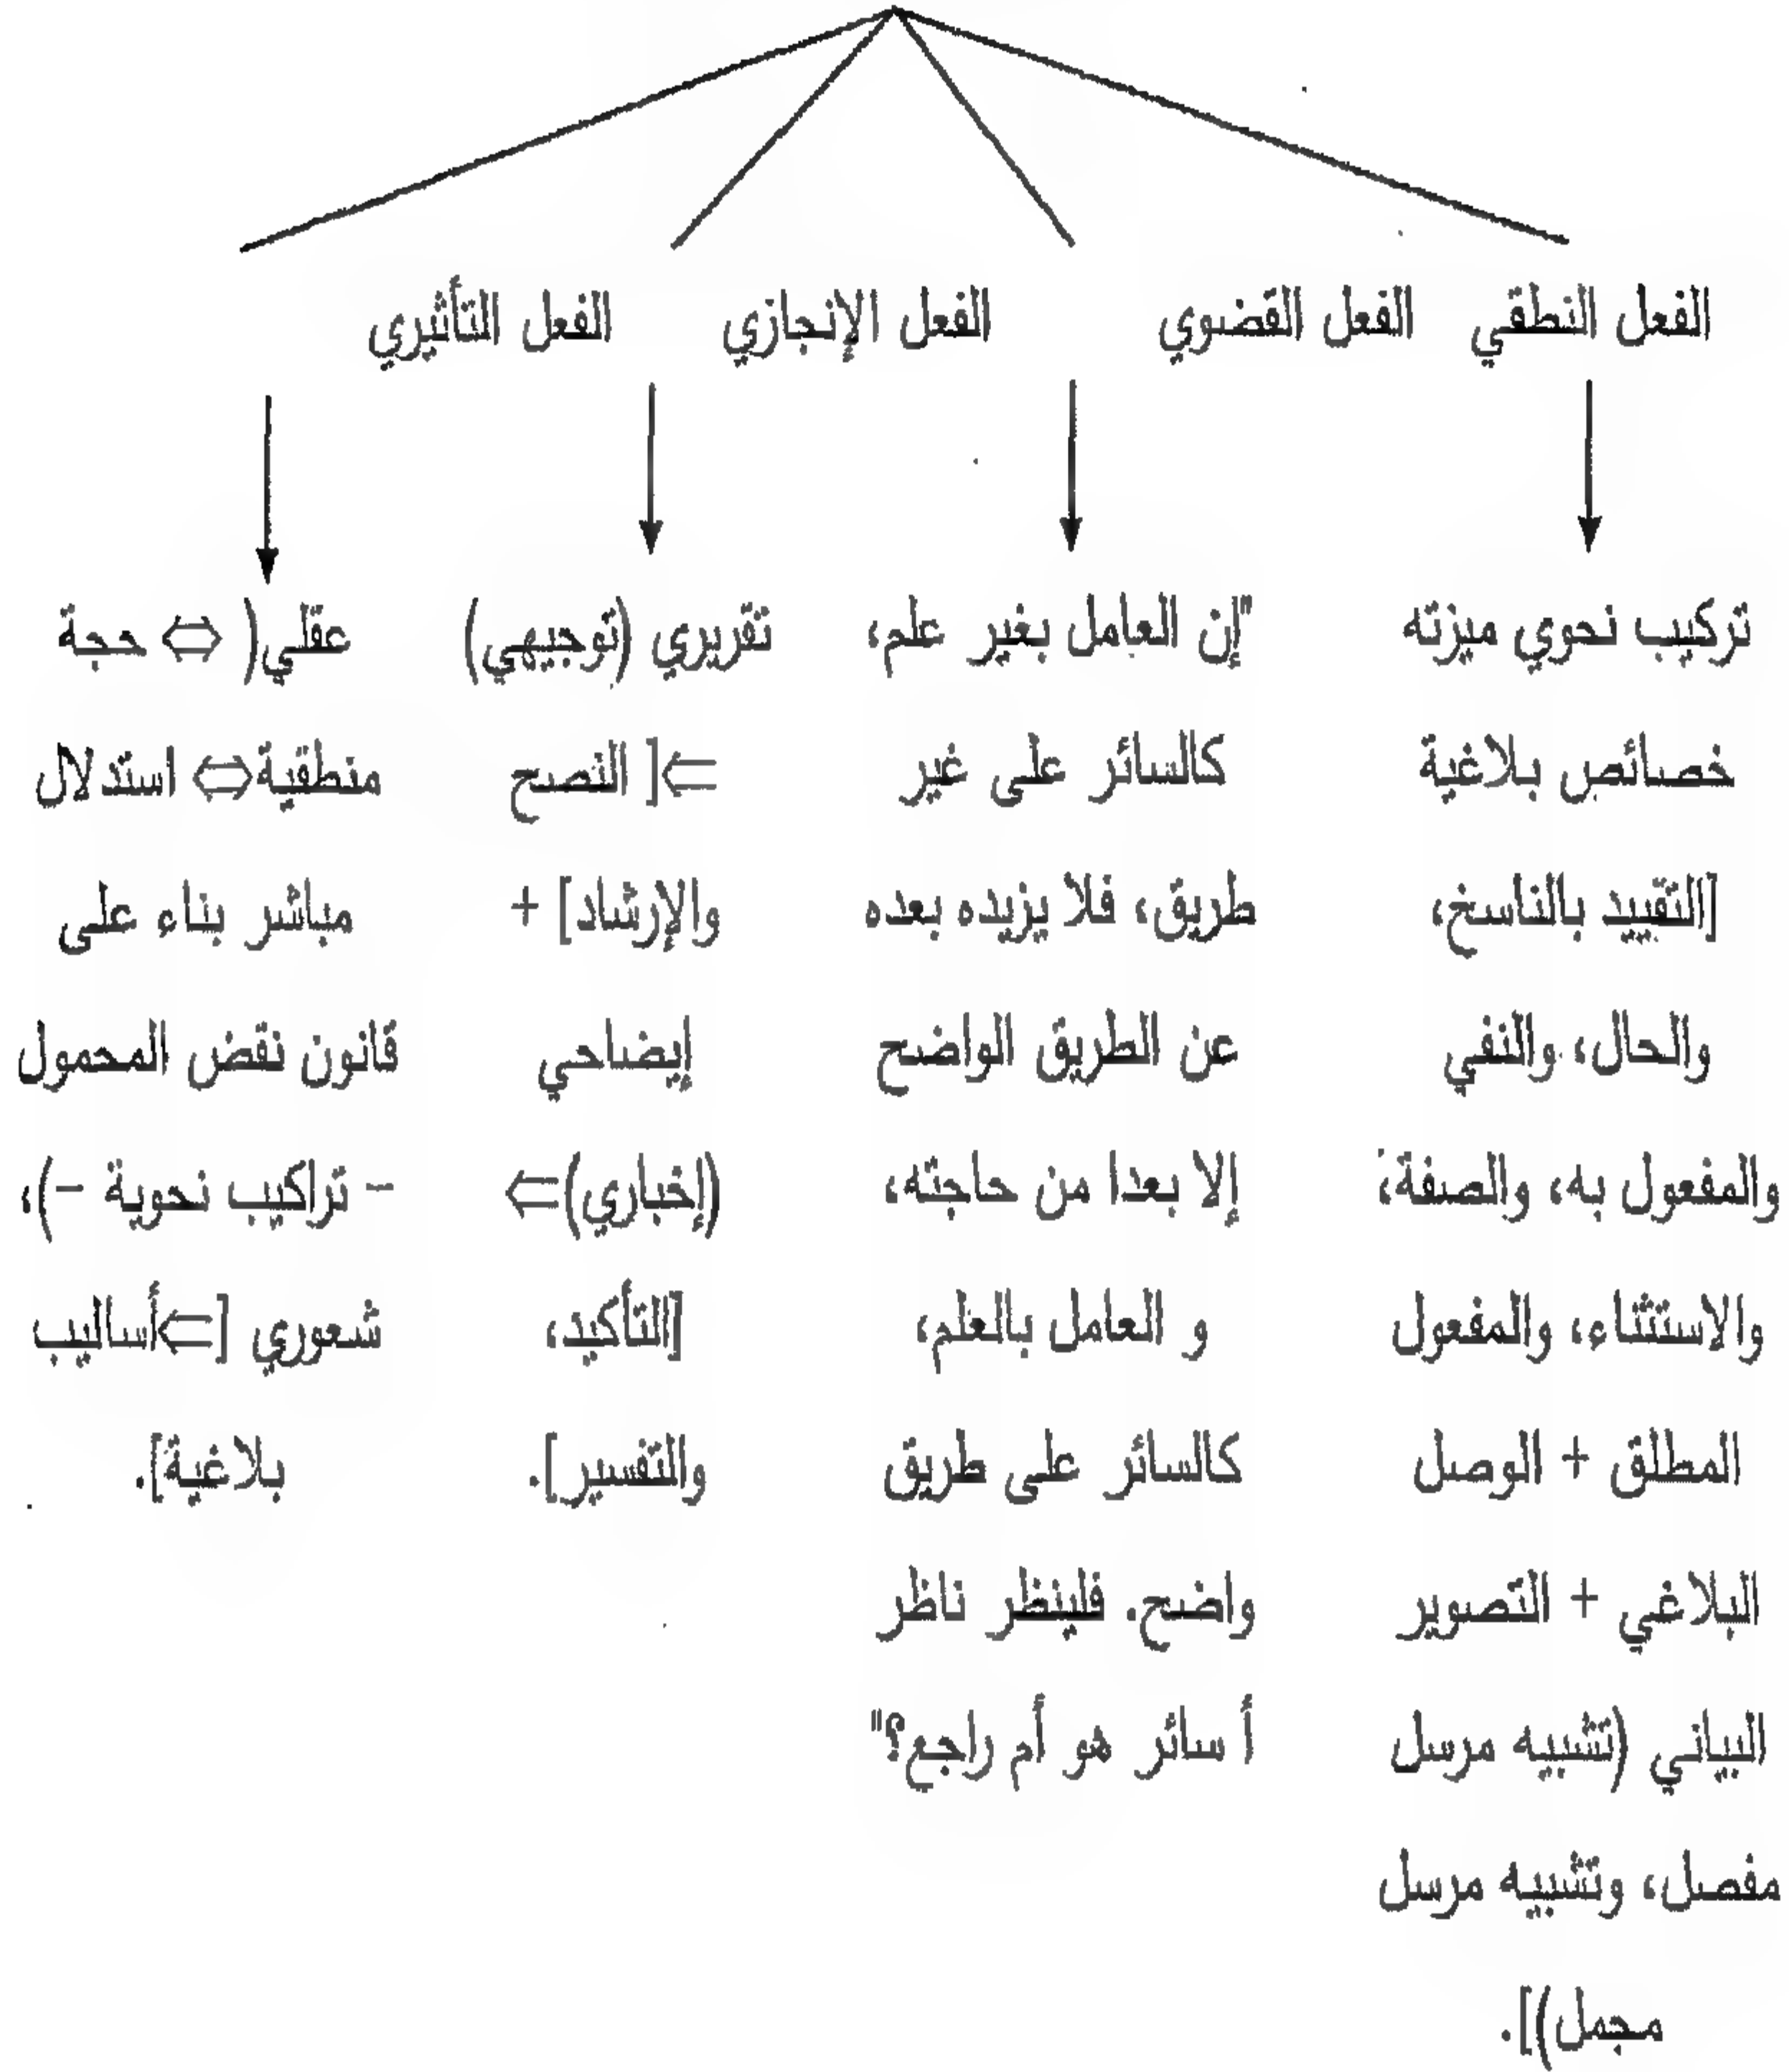 الفعل النطقي
الفعل القضوي
الفعل الإنجازي
الفعل التأثيري
تركيب نحوي ميزته
خصائص بلاغية
[التقييد بالناسخ،
والحال، والنفي
والمفعول به، والصفة،
والاستثناء، والمفعول
المطلق + الوصل
البلاغي + التصوير
البياني (تشبيه مرسل
مفصل، وتشبيه مرسل
مجمل)].
"إن العامل بغير علم،
كالسائر على غير
طريق، فلا يزيده بعده
عن الطريق الواضح
إلا بعدا من حاجته،
و العامل بالعلم،
كالسائر على طريق
واضح. فلينظر ناظر
أ سائر هو أم راجع؟"
تقريري (توجيهي)
⇐[ النصح
والإرشاد] +
إيضاحي
(إخباري)⇐
[التأكيد،
والتفسير].
عقلي( ⇔ حجة
منطقية⇔ استدلال
مباشر بناء على
قانون نقض المحمول
- تراكيب نحوية -)،
شعوري [⇐أساليب
بلاغية].